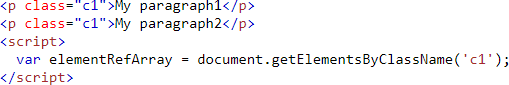 <p class="c1">My paragraph1</p>
<p class="c1">My paragraph2</p>
<script>
  var elementRefArray = document.getElementsByClassName('c1');
</script>